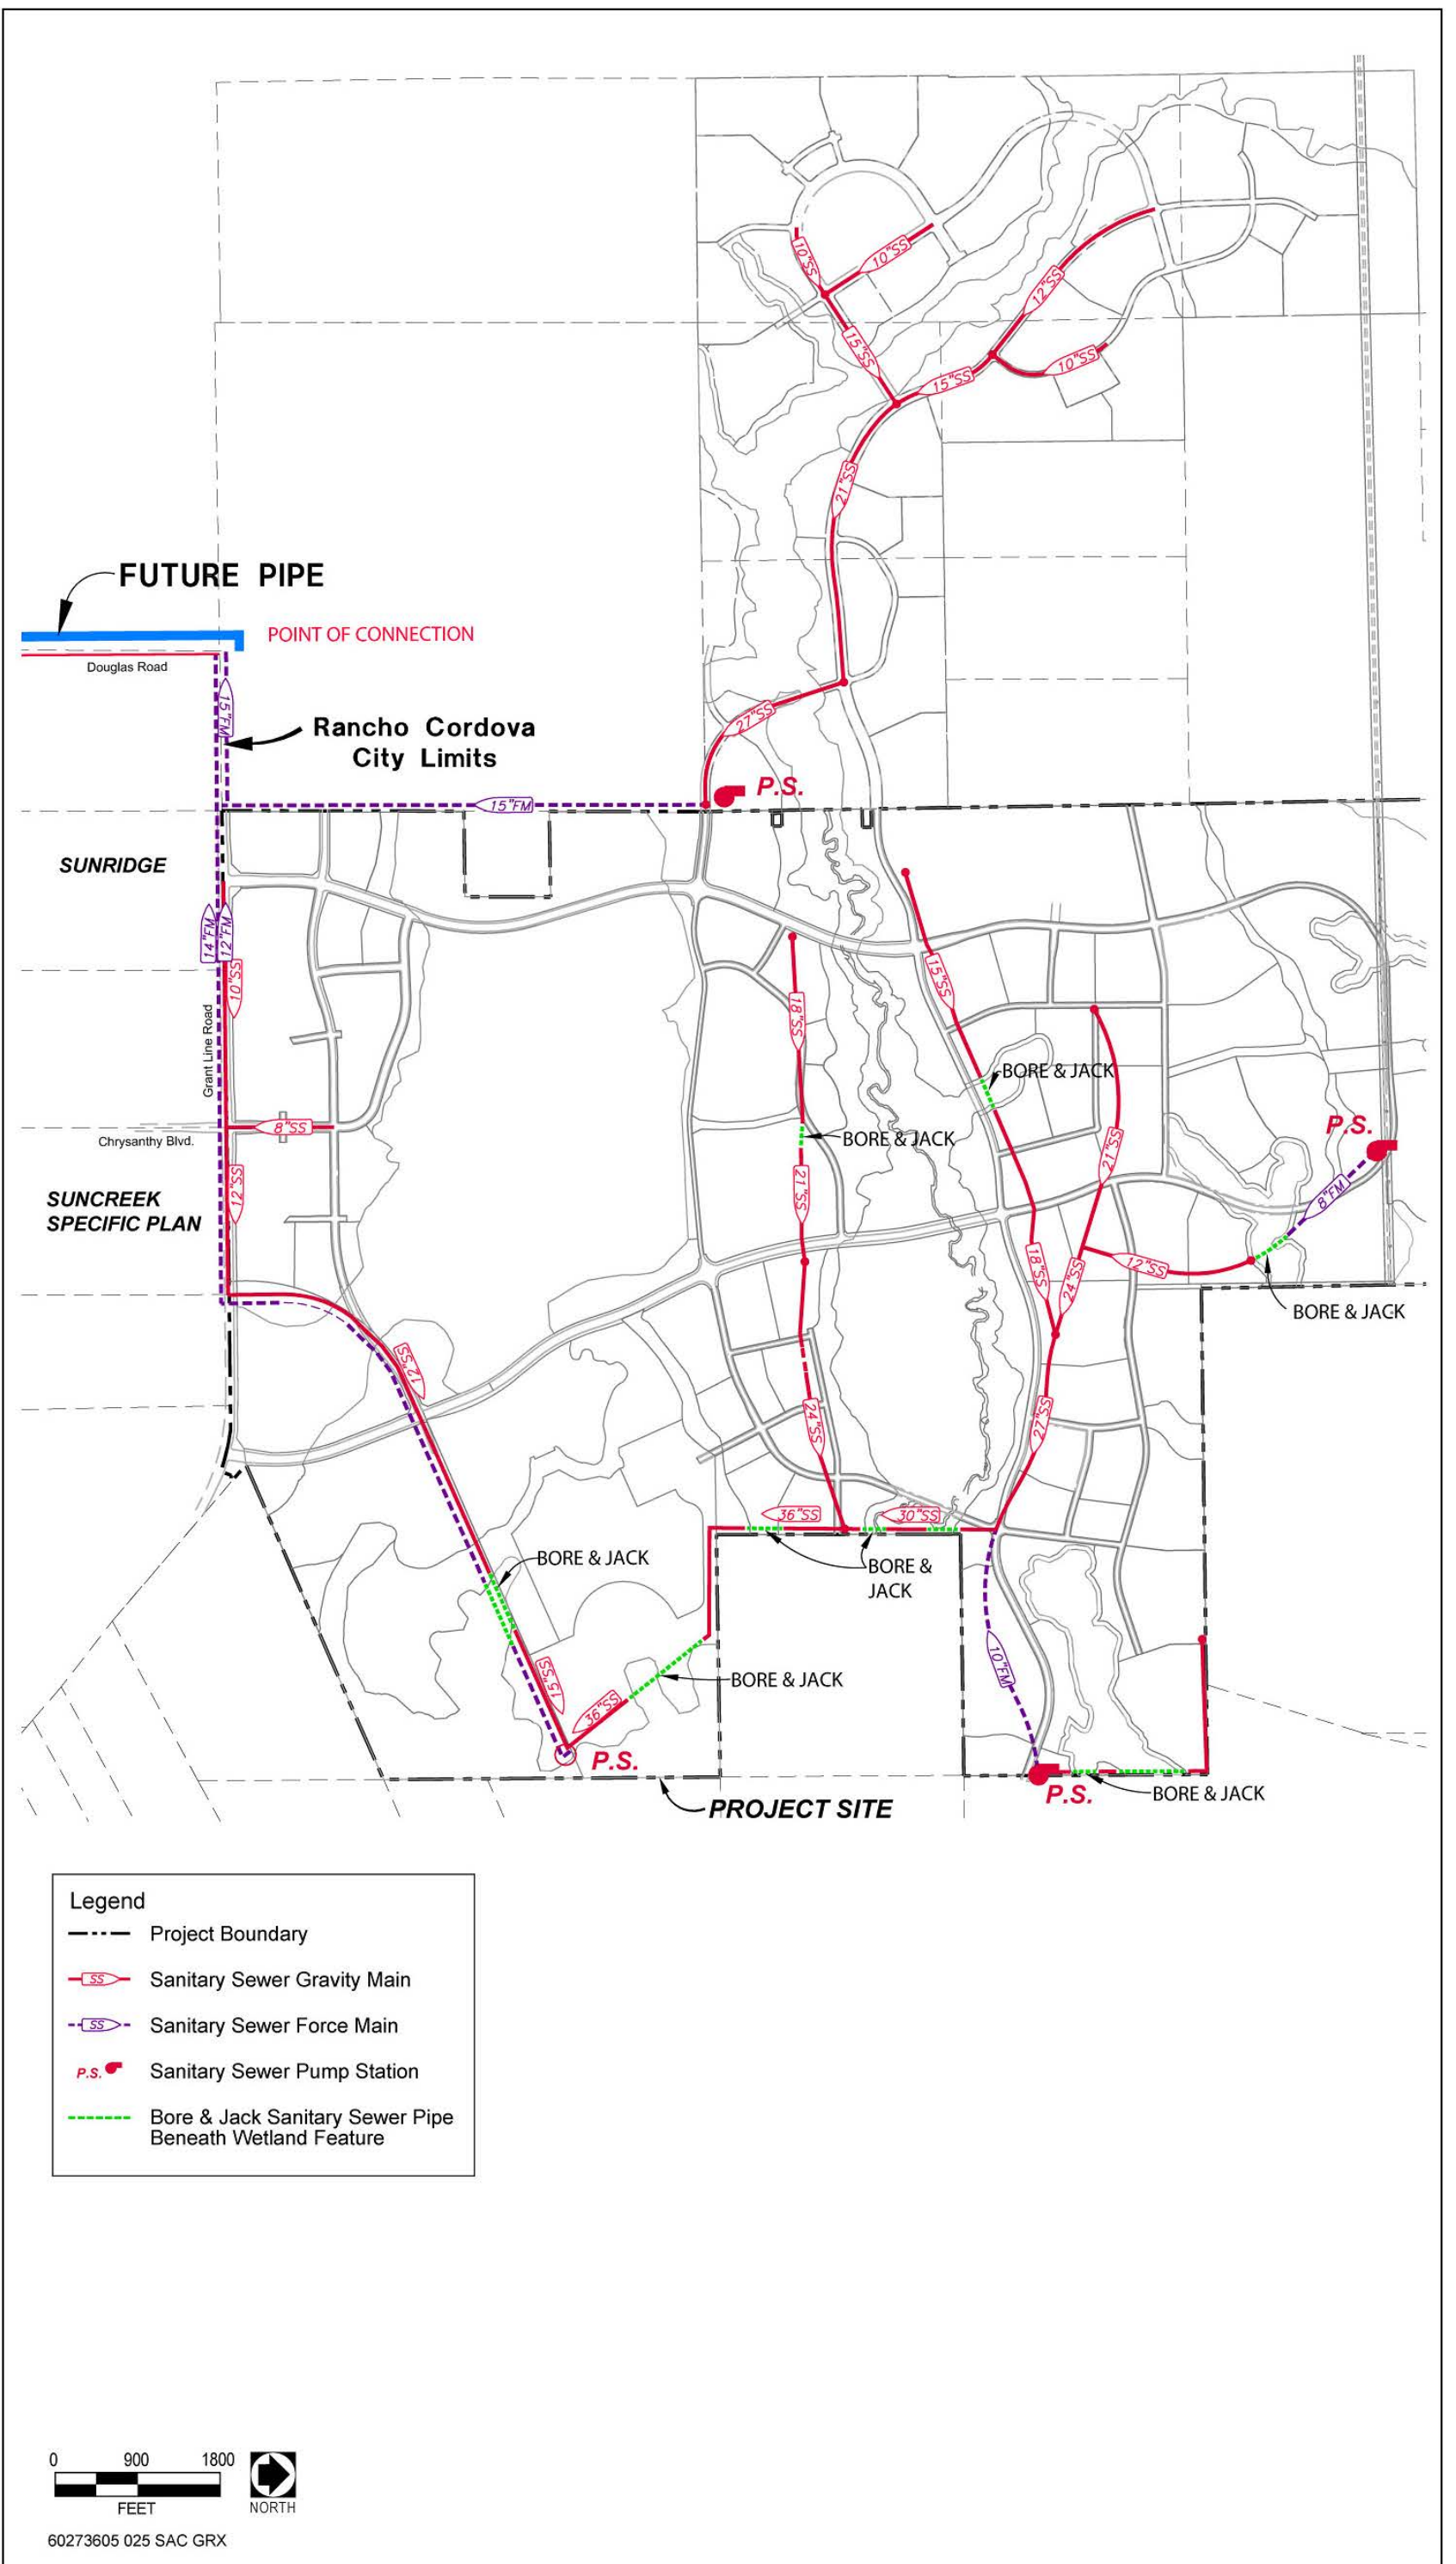 10"SS
10"SS
12"SS
15"SS
15"SS
10"SS
21"SS
FUTURE PIPE
POINT OF CONNECTION
Douglas Road
15"FM
Rancho Cordova
City Limits
27"SS
P.S.
15"FM
SUNRIDGE
14"FM
12"FM
10"SS
15"SS
18"SS
Grant Line Road
BORE & JACK
8"SS
Chrysanthy Blvd.
BORE & JACK
P.S.
21"SS
12"SS
21"SS
8"FM
SUNCREEK
SPECIFIC PLAN
18"SS
24"SS
12"SS
BORE & JACK
12"SS
24"SS
27"SS
36"SS
30"SS
BORE & JACK
BORE &
JACK
10"FM
15"SS
BORE & JACK
36"SS
P.S.
P.S.
BORE & JACK
PROJECT SITE
Legend
Project Boundary
SS
Sanitary Sewer Gravity Main
SS
Sanitary Sewer Force Main
P.S.
Sanitary Sewer Pump Station
Bore & Jack Sanitary Sewer Pipe
Beneath Wetland Feature
0 900 1800
FEET
NORTH
60273605 025 SAC GRX